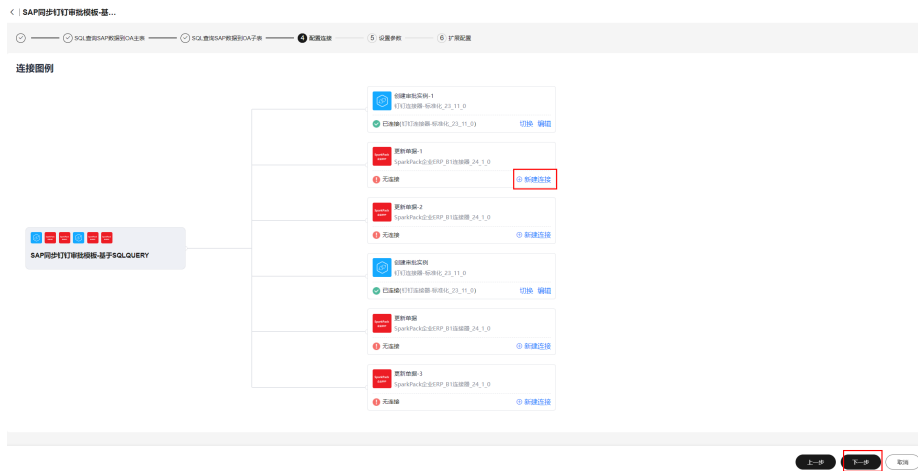 SAP同步钉钉审批模板-基...
SQL查询SAP数据到OA主表
SQL查询SAP数据到OA子表
4 配置连接
5 设置参数
6 扩展配置
连接图例
创建审批实例-1
钉钉连接器-标准化_23_11_0
已连接(钉钉连接器-标准化_23_11_0) 切换 编辑
更新单据-1
SparkPack企业ERP_B1连接器_24_1_0
无连接 新建连接
更新单据-2
SparkPack企业ERP_B1连接器_24_1_0
无连接 新建连接
SAP同步钉钉审批模板-基于SQLQUERY
创建审批实例
钉钉连接器-标准化_23_11_0
已连接(钉钉连接器-标准化_23_11_0) 切换 编辑
更新单据
SparkPack企业ERP_B1连接器_24_1_0
无连接 新建连接
更新单据-3
SparkPack企业ERP_B1连接器_24_1_0
无连接 新建连接
上一步 下一步 取消